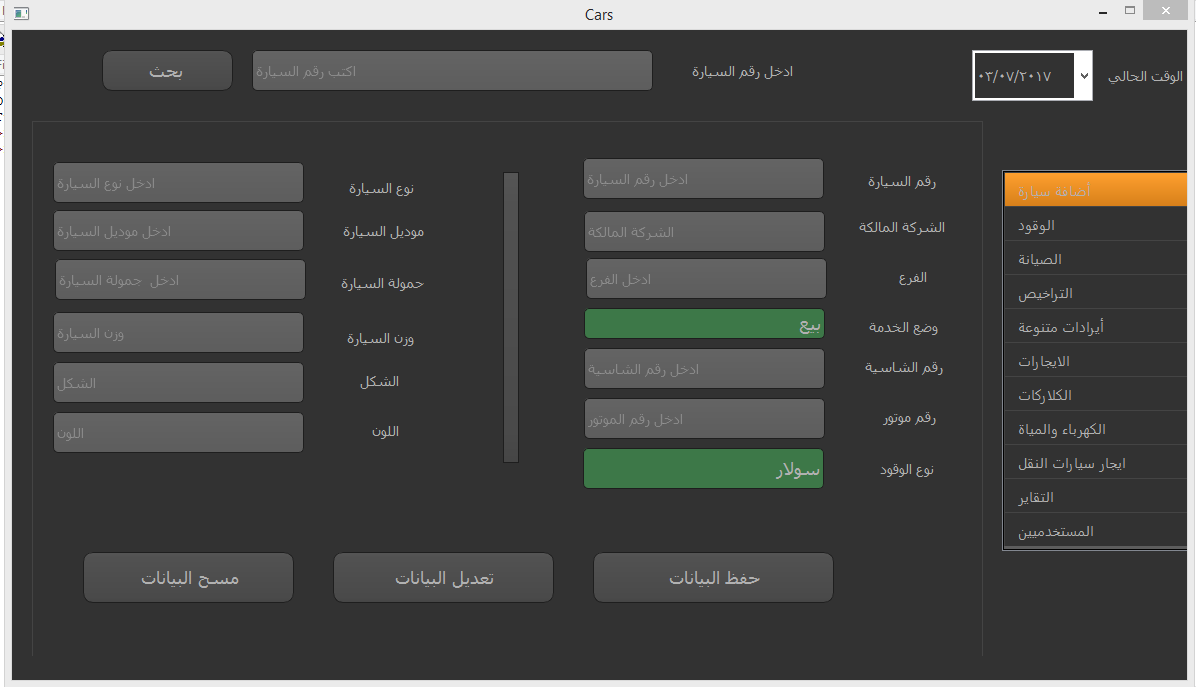 Cars
الوقت الحالي
٠٣/٠٧/٢٠١٧
ادخل رقم السيارة
اكتب رقم السيارة
بحث
أضافة سيارة
الوقود
الصيانة
التراخيص
أيرادات متنوعة
الايجارات
الكلاركات
الكهرباء والمياة
ايجار سيارات النقل
التقاير
المستخدميين
رقم السيارة
ادخل رقم السيارة
الشركة المالكة
الشركة المالكة
الفرع
ادخل الفرع
وضع الخدمة
بيع
رقم الشاسية
ادخل رقم الشاسية
رقم موتور
ادخل رقم الموتور
نوع الوقود
سولار
نوع السيارة
ادخل نوع السيارة
موديل السيارة
ادخل موديل السيارة
حمولة السيارة
ادخل حمولة السيارة
وزن السيارة
وزن السيارة
الشكل
الشكل
اللون
اللون
حفظ البيانات
تعديل البيانات
مسح البيانات